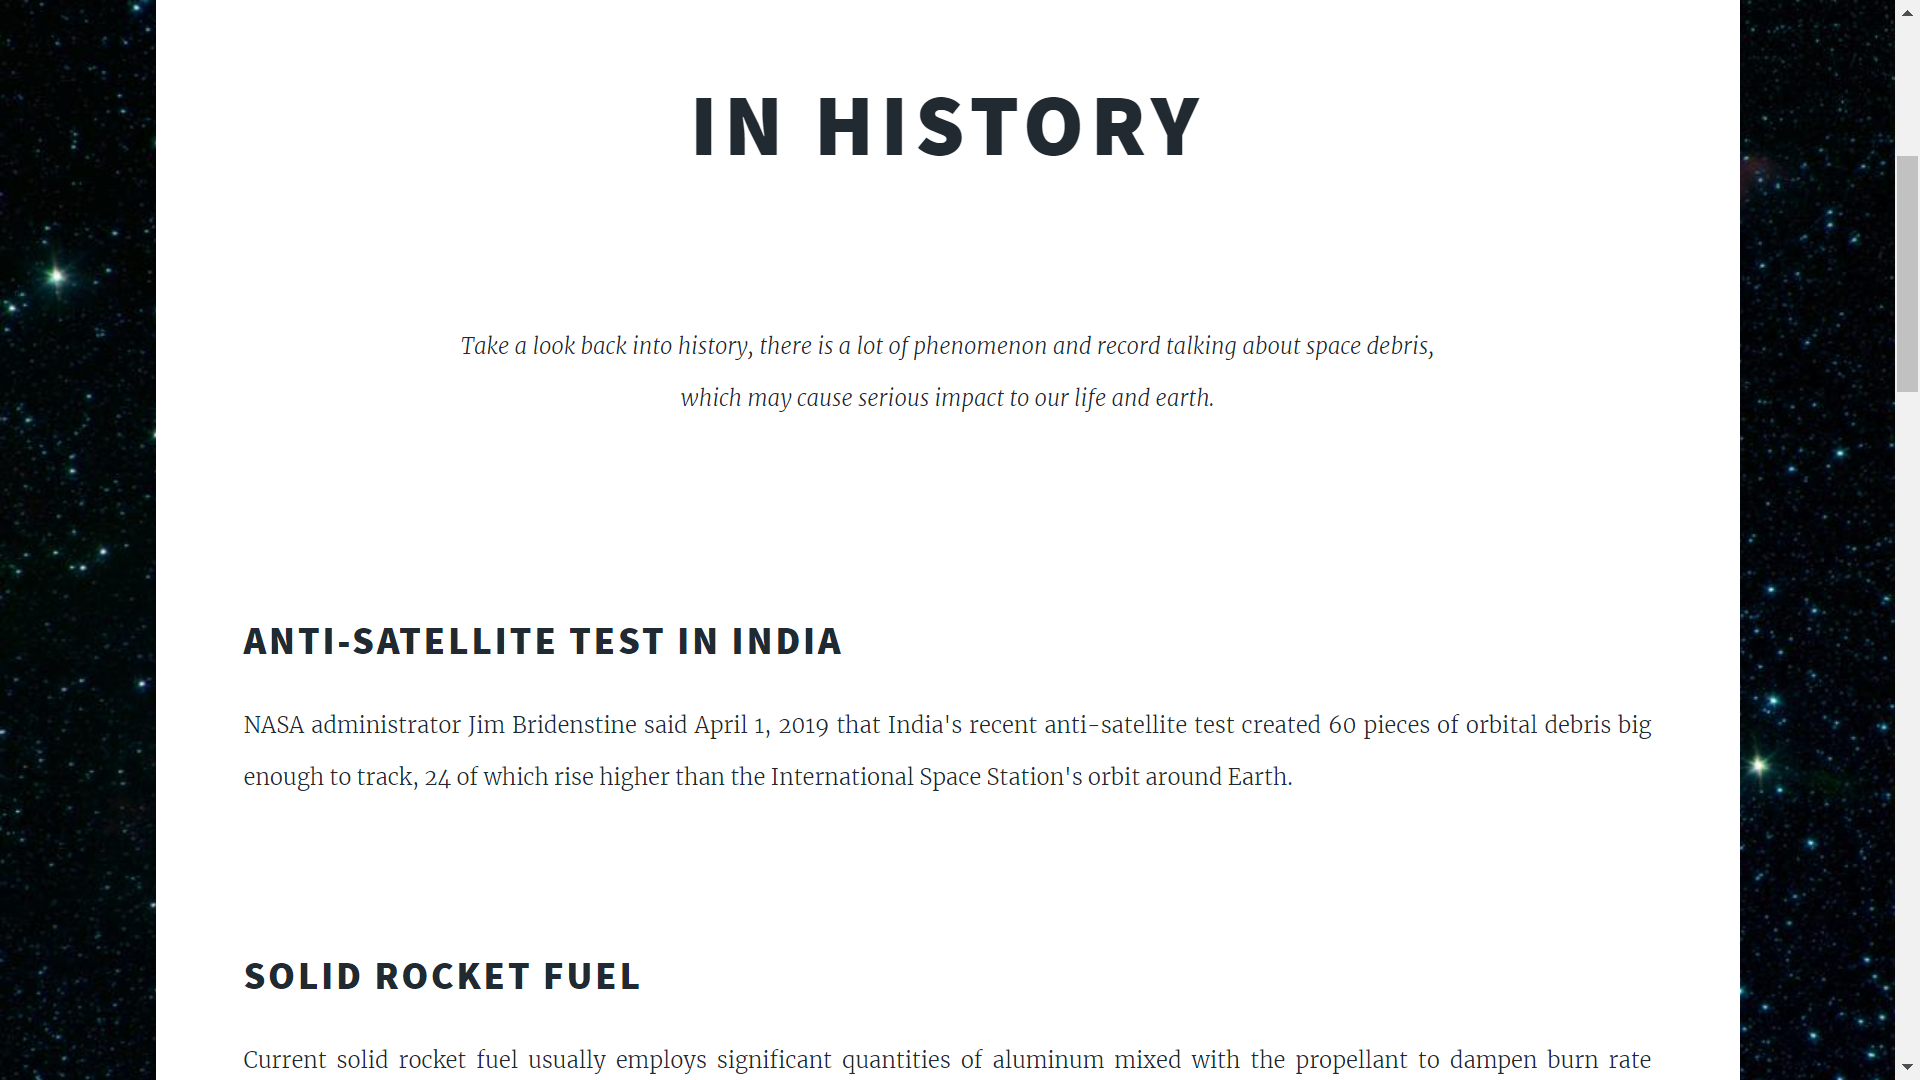 IN HISTORY
Take a look back into history, there is a lot of phenomenon and record talking about space debris,
which may cause serious impact to our life and earth.
ANTI-SATELLITE TEST IN INDIA
NASA administrator Jim Bridenstine said April 1, 2019 that India's recent anti-satellite test created 60 pieces of orbital debris big
enough to track, 24 of which rise higher than the International Space Station's orbit around Earth.
SOLID ROCKET FUEL
Current solid rocket fuel usually employs significant quantities of aluminum mixed with the propellant to dampen burn rate